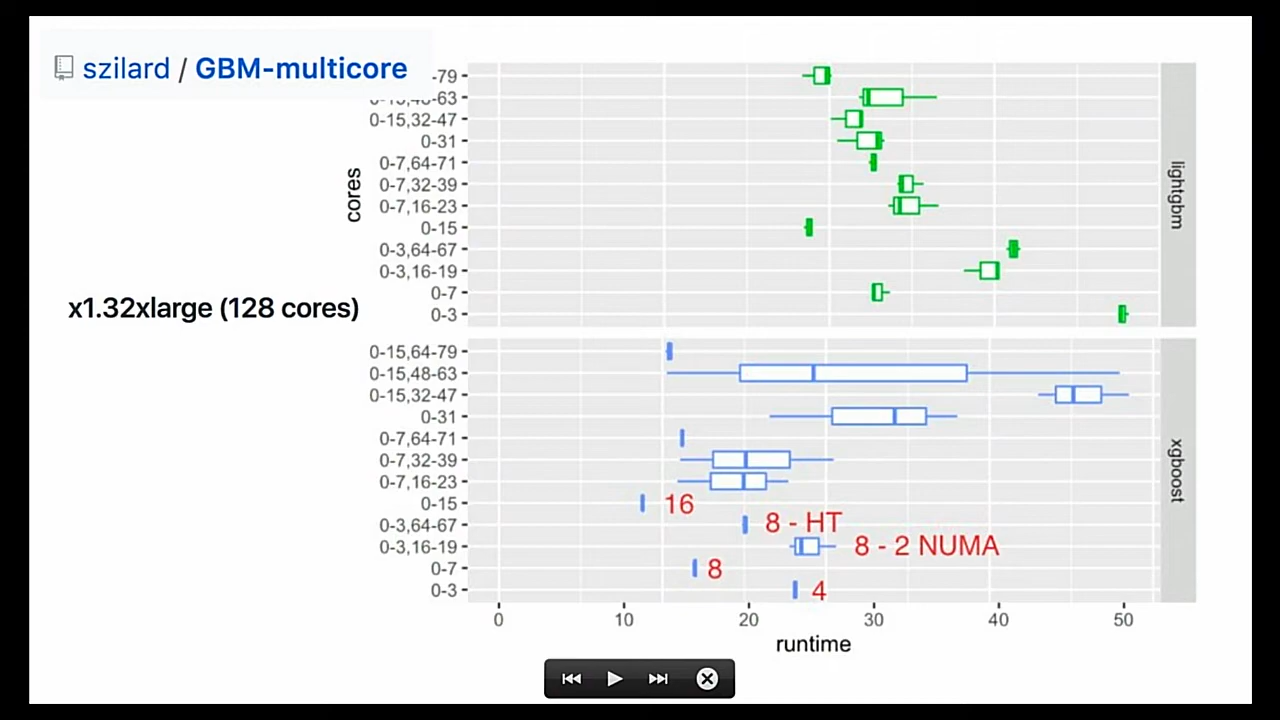 szilard / GBM-multicore
-79
0-15,48-63
0-15,32-47
0-31
0-7,64-71
0-7,32-39
0-7,16-23
0-15
0-3,64-67
0-3,16-19
0-7
0-3
cores
lightgbm
x1.32xlarge (128 cores)
0-15,64-79
0-15,48-63
0-15,32-47
0-31
0-7,64-71
0-7,32-39
0-7,16-23
0-15 16
0-3,64-67 8 - HT
0-3,16-19 8 - 2 NUMA
0-7 8
0-3 4
xgboost
0 10 20 30 40 50
runtime